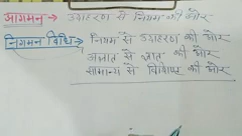 आगमन → उदाहरण से नियम की ओर
निगमन विधि → नियम से उदाहरण की ओर
अज्ञात से ज्ञात की ओर
सामान्य से विशिष्ट की ओर